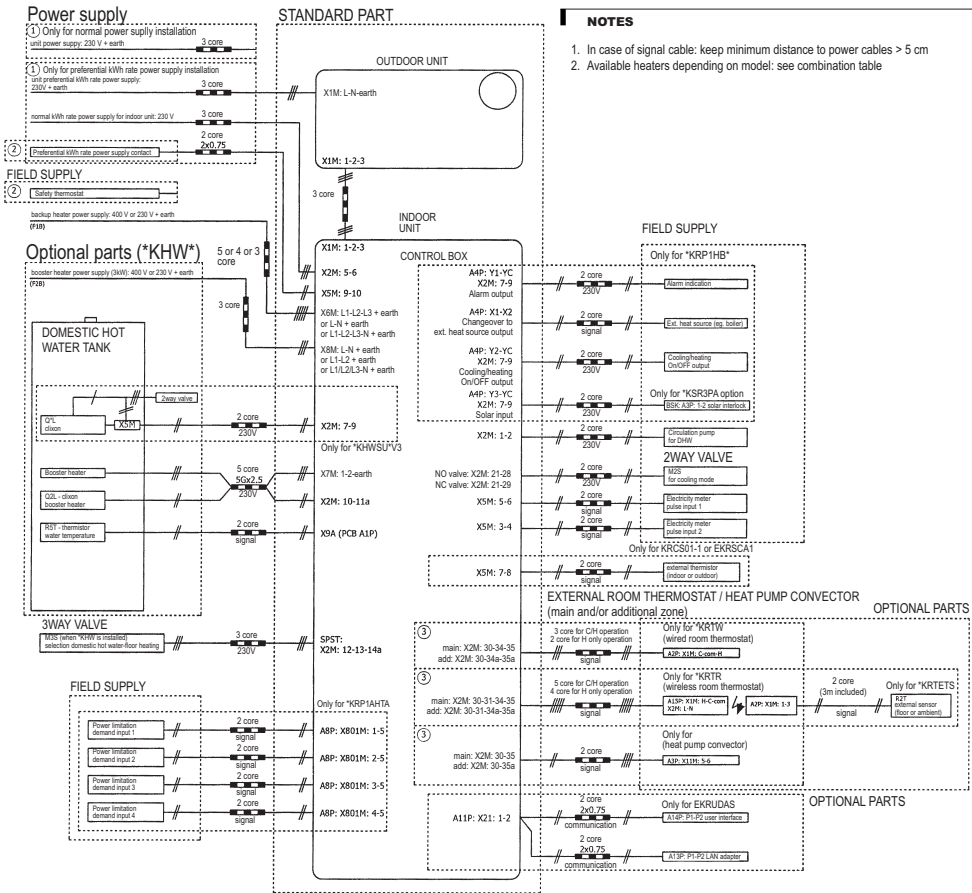 Power supply
① Only for normal power suplly installation
unit power suppy: 230 V + earth
3 core
① Only for preferential kWh rate power supply installation
unit preferential kWh rate power supply:
230V + earth
3 core
normal kWh rate power supply for indoor unit: 230 V
3 core
2 core
2x0.75
② Preferential kWh rate power supply contact
FIELD SUPPLY
② Safety thermostat
backup heater power supply: 400 V or 230 V + earth
(F1B)
Optional parts (*KHW*)
5 or 4 or 3
core
booster heater power supply (3kW): 400 V or 230 V + earth
(F2B)
3 core
DOMESTIC HOT
WATER TANK
2way valve
Q*L
clixon
X5M
2 core
230V
Booster heater
5 core
5Gx2.5
230V
Q2L - clixon
booster heater
R5T - thermistor
water temperature
2 core
signal
3WAY VALVE
M3S (when *KHW is installed)
selection domestic hot water-floor heating
3 core
230V
FIELD SUPPLY
Power limitation
demand input 1
2 core
signal
Power limitation
demand input 2
2 core
signal
Power limitation
demand input 3
2 core
signal
Power limitation
demand input 4
2 core
signal
STANDARD PART
OUTDOOR UNIT
X1M: L-N-earth
X1M: 1-2-3
3 core
INDOOR
UNIT
X1M: 1-2-3
CONTROL BOX
X2M: 5-6
X5M: 9-10
X6M: L1-L2-L3 + earth
or L-N + earth
or L1-L2-L3-N + earth
X8M: L-N + earth
or L1-L2 + earth
or L1/L2/L3-N + earth
X2M: 7-9
Only for *KHWSU*V3
X7M: 1-2-earth
X2M: 10-11a
X9A (PCB A1P)
SPST:
X2M: 12-13-14a
Only for *KRP1AHTA
A8P: X801M: 1-5
A8P: X801M: 2-5
A8P: X801M: 3-5
A8P: X801M: 4-5
NOTES
1. In case of signal cable: keep minimum distance to power cables > 5 cm
2. Available heaters depending on model: see combination table
FIELD SUPPLY
Only for *KRP1HB*
A4P: Y1-YC
X2M: 7-9
Alarm output
2 core
230V
Alarm indication
A4P: X1-X2
Changeover to
ext. heat source output
2 core
signal
Ext. heat source (eg. boiler)
A4P: Y2-YC
X2M: 7-9
Cooling/heating
On/OFF output
2 core
230V
Cooling/heating
On/OFF output
A4P: Y3-YC
X2M: 7-9
Solar input
2 core
230V
Only for *KSR3PA option
BSK: A3P: 1-2 solar interlock
X2M: 1-2
2 core
230V
Circulation pump
for DHW
2WAY VALVE
NO valve: X2M: 21-28
NC valve: X2M: 21-29
2 core
230V
M2S
for cooling mode
X5M: 5-6
2 core
signal
Electricity meter
pulse input 1
X5M: 3-4
2 core
signal
Electricity meter
pulse input 2
Only for KRCS01-1 or EKRSCA1
X5M: 7-8
2 core
signal
external thermistor
(indoor or outdoor)
EXTERNAL ROOM THERMOSTAT / HEAT PUMP CONVECTOR
(main and/or additional zone)
OPTIONAL PARTS
③
main: X2M: 30-34-35
add: X2M: 30-34a-35a
3 core for C/H operation
2 core for H only operation
signal
Only for *KRTW
(wired room thermostat)
A2P: X1M: C-com-H
③
main: X2M: 30-31-34-35
add: X2M: 30-31-34a-35a
5 core for C/H operation
4 core for H only operation
signal
Only for *KRTR
(wireless room thermostat)
A13P: X1M: H-C-com
X2M: L-N
A2P: X1M: 1-3
2 core
(3m included)
signal
Only for *KRTETS
R2T
external sensor
(floor or ambient)
③
main: X2M: 30-35
add: X2M: 30-35a
2 core
signal
Only for
(heat pump convector)
A3P: X11M: 5-6
OPTIONAL PARTS
A11P: X21: 1-2
2 core
2x0.75
communication
Only for EKRUDAS
A14P: P1-P2 user interface
2 core
2x0.75
communication
A13P: P1-P2 LAN adapter